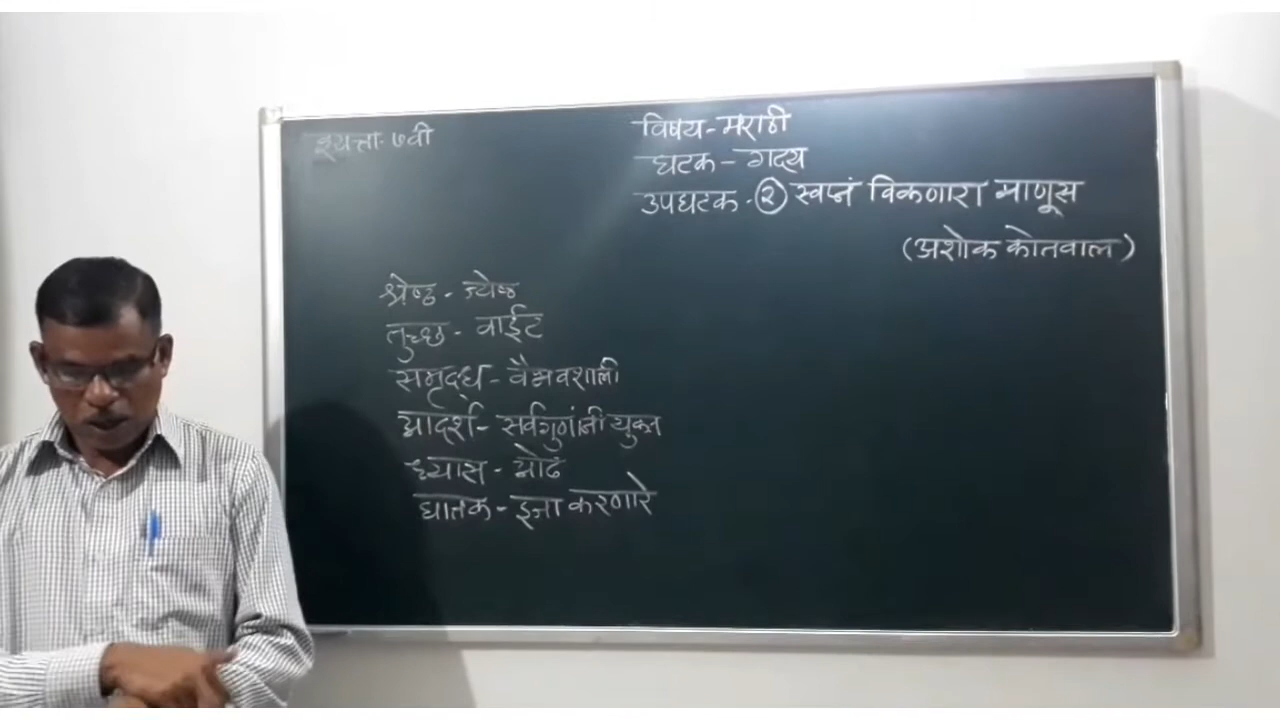 इयत्ता- ७वी
विषय- मराठी
घटक - गद्य
उपघटक - २ स्वप्नं विकणारा माणूस
(अशोक कोतवाल)
श्रेष्ठ - ज्येष्ठ
तुच्छ - वाईट
समृद्ध - वैभवशाली
आदर्श - सर्वगुणांनी युक्त
ध्यास - ओढ
घातक - इजा करणारे